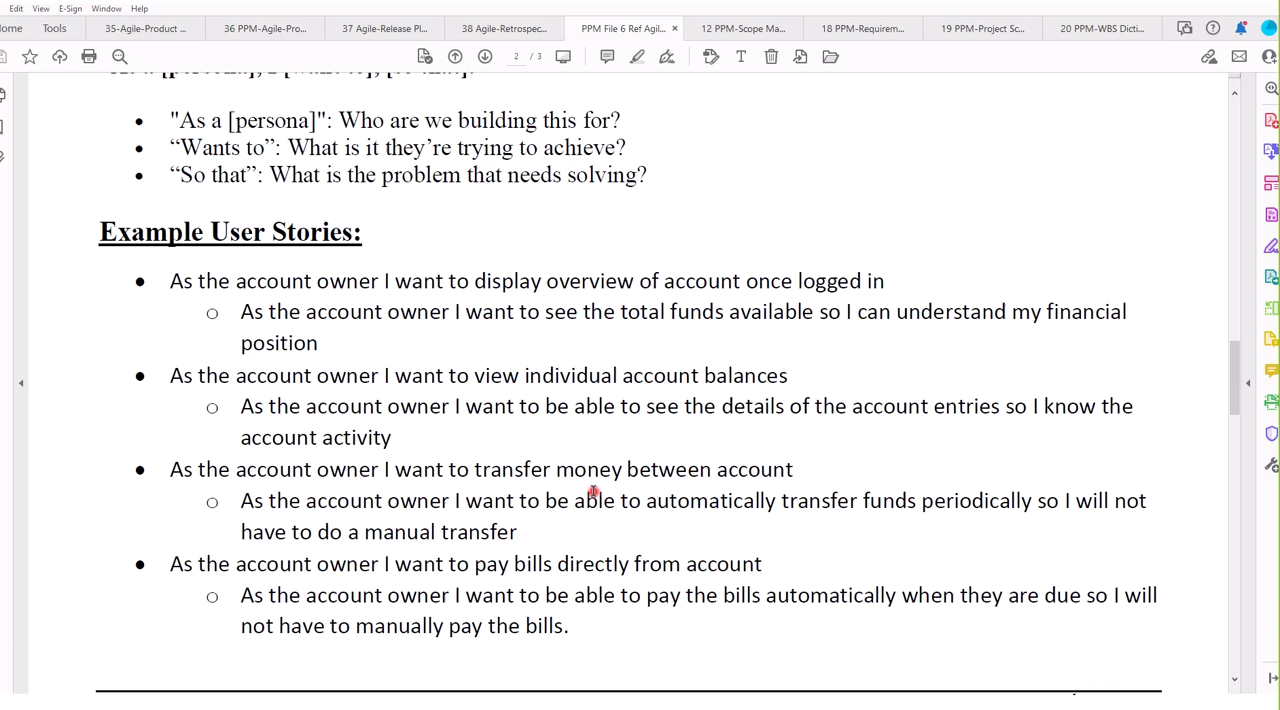 Edit View E-Sign Window Help
ome Tools 35-Agile-Product ... 36 PPM-Agile-Pro... 37 Agile-Release Pl... 38 Agile-Retrospec... PPM File 6 Ref Agil... × 12 PPM-Scope Ma... 18 PPM-Requirem... 19 PPM-Project Sc... 20 PPM-WBS Dicti...
2 / 3
• "As a [persona]": Who are we building this for?
• “Wants to”: What is it they’re trying to achieve?
• “So that”: What is the problem that needs solving?
Example User Stories:
• As the account owner I want to display overview of account once logged in
o As the account owner I want to see the total funds available so I can understand my financial
position
• As the account owner I want to view individual account balances
o As the account owner I want to be able to see the details of the account entries so I know the
account activity
• As the account owner I want to transfer money between account
o As the account owner I want to be able to automatically transfer funds periodically so I will not
have to do a manual transfer
• As the account owner I want to pay bills directly from account
o As the account owner I want to be able to pay the bills automatically when they are due so I will
not have to manually pay the bills.